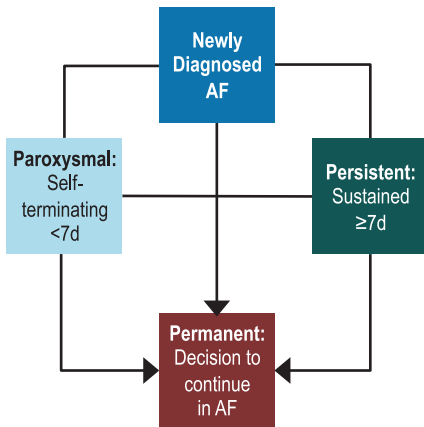 Newly
Diagnosed
AF
Paroxysmal:
Self-
terminating
<7d
Persistent:
Sustained
≥7d
Permanent:
Decision to
continue
in AF